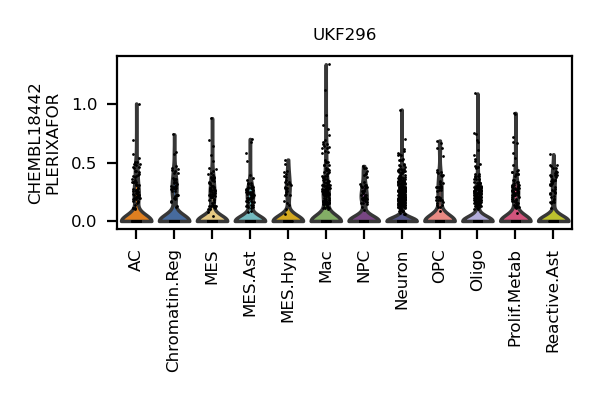 UKF296
CHEMBL18442
PLERIXAFOR
1.0
0.5
0.0
AC
Chromatin.Reg
MES
MES.Ast
MES.Hyp
Mac
NPC
Neuron
OPC
Oligo
Prolif.Metab
Reactive.Ast